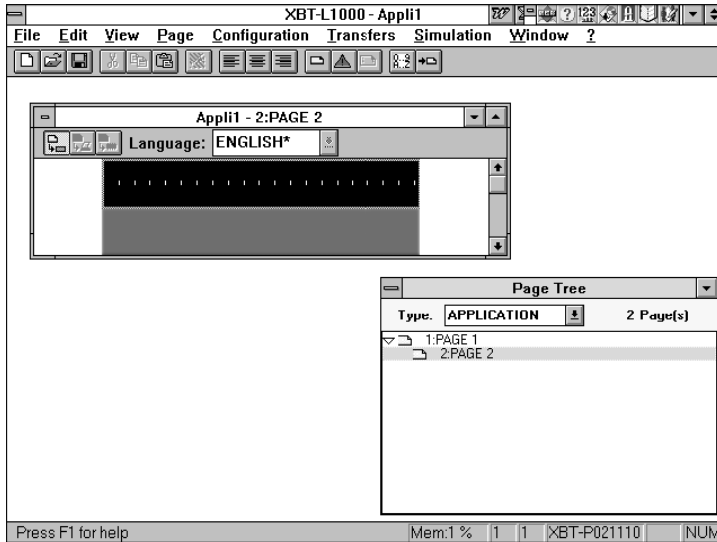 XBT-L1000 - Appli1
File Edit View Page Configuration Transfers Simulation Window ?
Appli1 - 2:PAGE 2
Language: ENGLISH*
Page Tree
Type. APPLICATION 2 Page(s)
1:PAGE 1
2:PAGE 2
Press F1 for help Mem:1 % 1 1 XBT-P021110 NUM